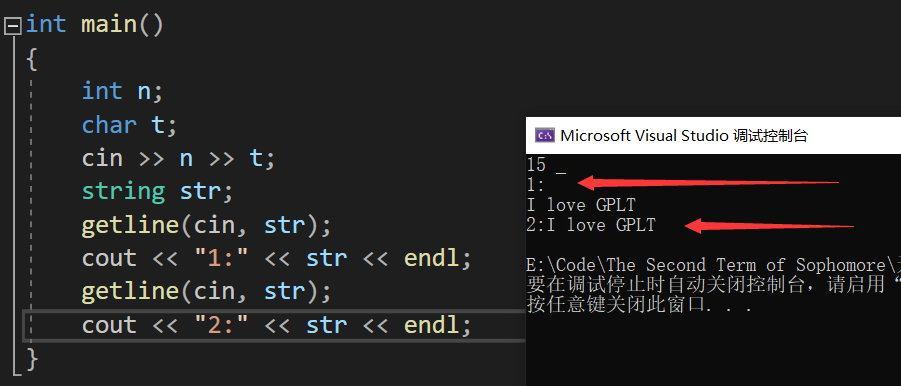 int main()
{
int n;
char t;
cin >> n >> t;
string str;
getline(cin, str);
cout << "1:" << str << endl;
getline(cin, str);
cout << "2:" << str << endl;
}
C:\
Microsoft Visual Studio 调试控制台
15 _
1:
I love GPLT
2:I love GPLT
E:\Code\The Second Term of Sophomore\
要在调试停止时自动关闭控制台，请启用“
按任意键关闭此窗口. . .